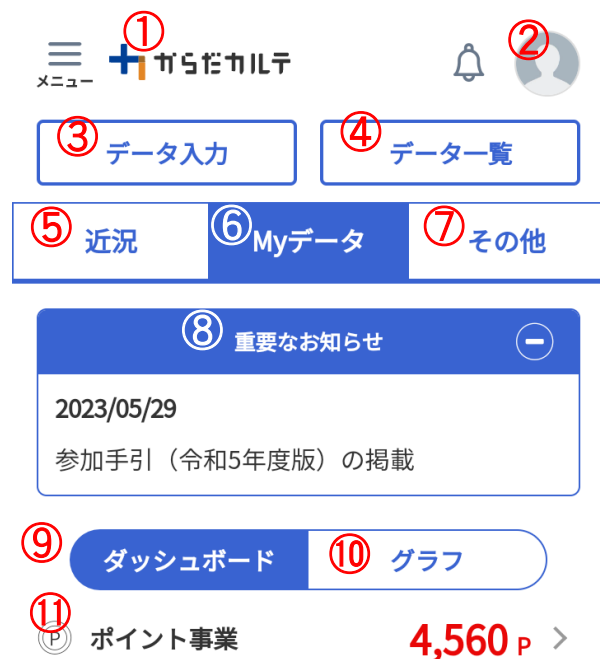 ①
②
からだカルテ
メニュー
③ データ入力
④ データ一覧
⑤ 近況
⑥ Myデータ
⑦ その他
⑧ 重要なお知らせ
2023/05/29
参加手引（令和5年度版）の掲載
⑨ ダッシュボード
⑩ グラフ
⑪
P ポイント事業 4,560 P